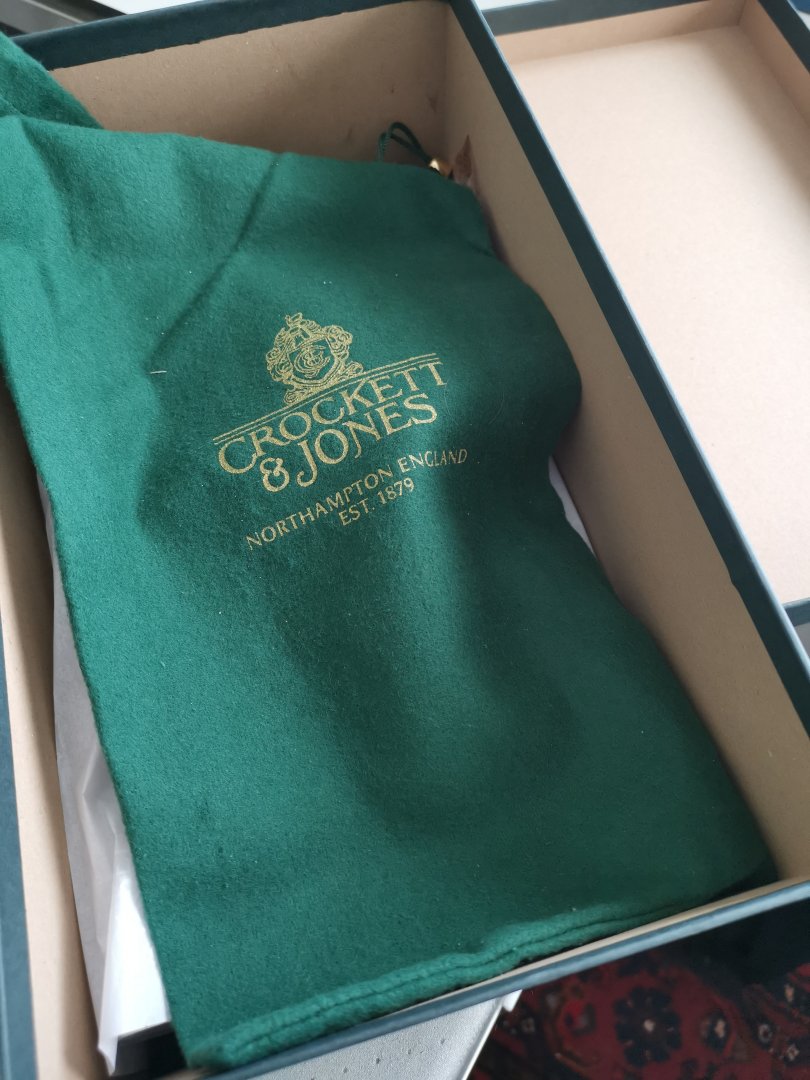 CROCKETT
& JONES
NORTHAMPTON ENGLAND
EST. 1879